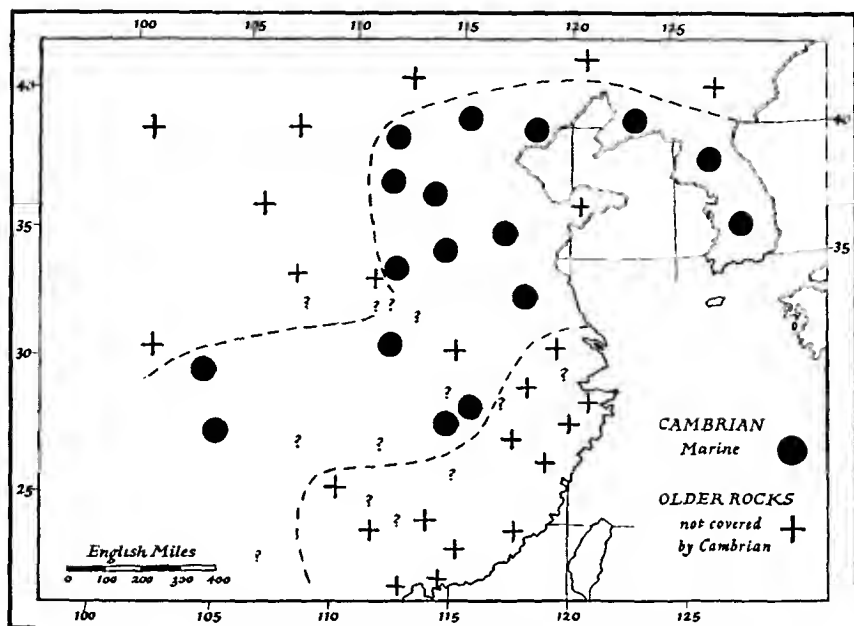 100 105 110 115 120 125
40 40
35 35
30
25
? ? ? ?
? ? ?
? ?
? ? ?
?
CAMBRIAN
Marine
OLDER ROCKS
not covered
by Cambrian
English Miles
0 100 200 300 400
100 105 110 115 120 125